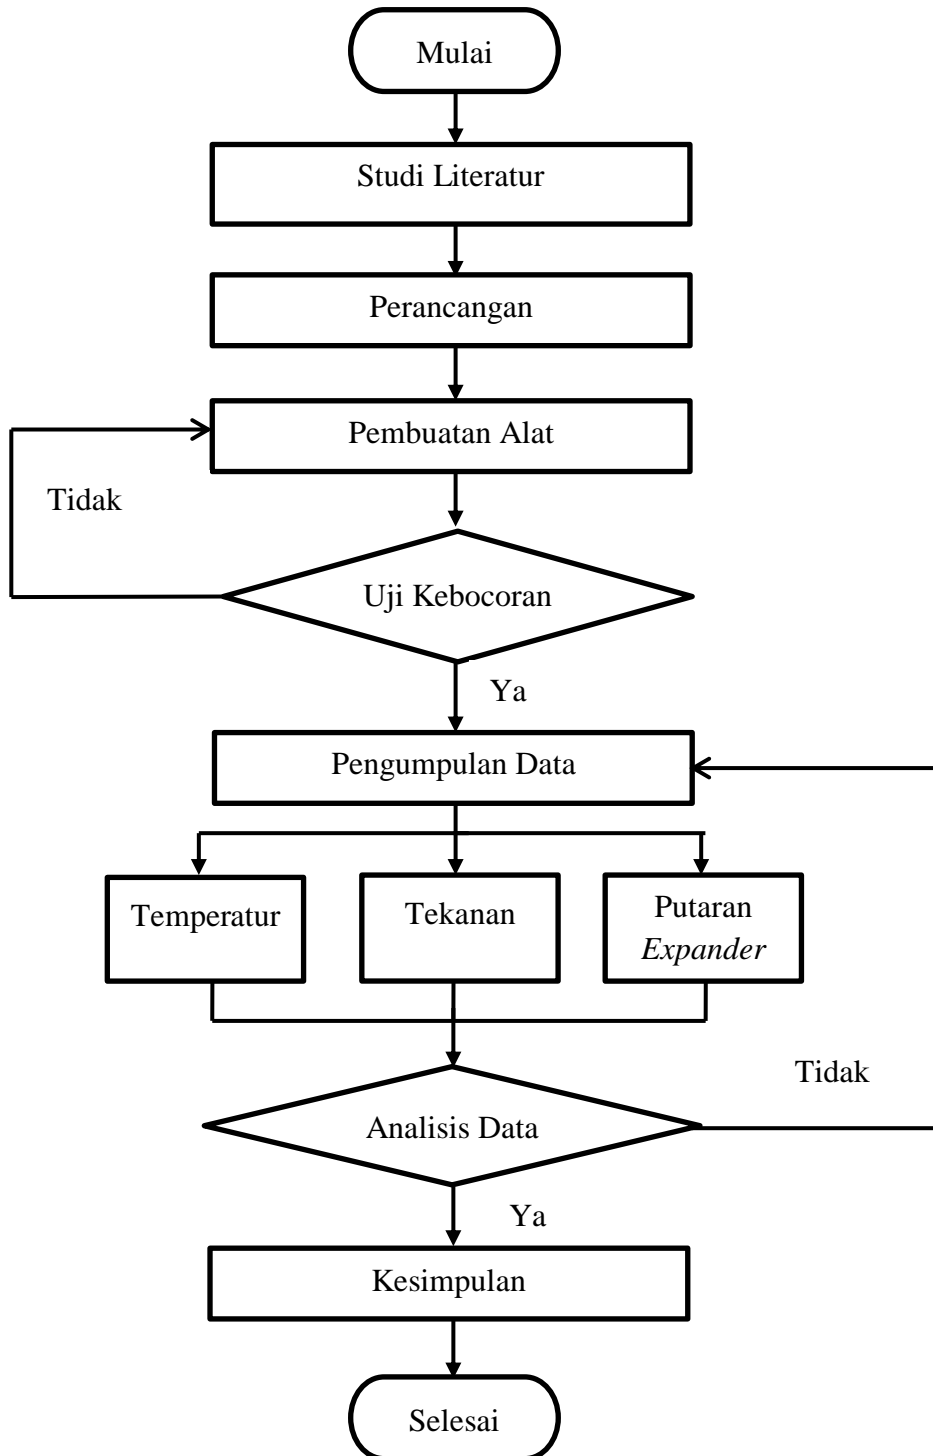 Mulai
Studi Literatur
Perancangan
Pembuatan Alat
Tidak
Uji Kebocoran
Ya
Pengumpulan Data
Temperatur
Tekanan
Putaran
Expander
Tidak
Analisis Data
Ya
Kesimpulan
Selesai